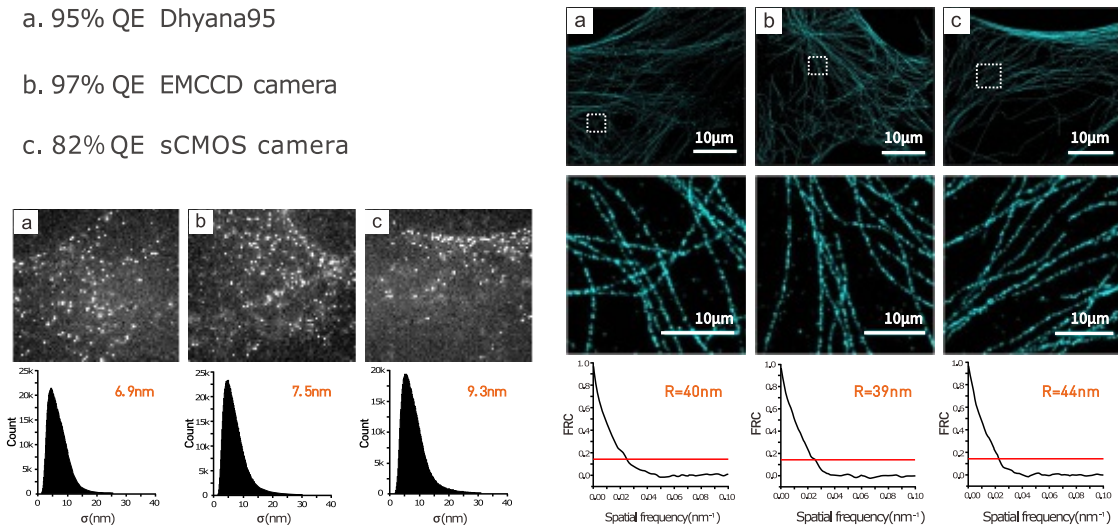 a. 95% QE Dhyana95
b. 97% QE EMCCD camera
c. 82% QE sCMOS camera
a
b
c
25k
20k
15k
10k
5k
0
Count
6.9nm
0
10
20
30
40
σ(nm)
25k
20k
15k
10k
5k
0
7.5nm
0
10
20
30
40
σ(nm)
20k
15k
10k
5k
0
Count
9.3nm
0
10
20
30
40
σ(nm)
a
b
c
10μm
10μm
10μm
10μm
10μm
10μm
1.0
0.8
0.6
0.4
0.2
0.0
FRC
R=40nm
0.00
0.02
0.04
0.06
0.08
0.10
Spatial frequency(nm⁻¹)
1.0
0.8
0.6
0.4
0.2
0.0
FRC
R=39nm
0.00
0.02
0.04
0.06
0.08
0.10
Spatial frequency(nm⁻¹)
1.0
0.8
0.6
0.4
0.2
0.0
FRC
R=44nm
0.00
0.02
0.04
0.06
0.08
0.10
Spatial frequency(nm⁻¹)